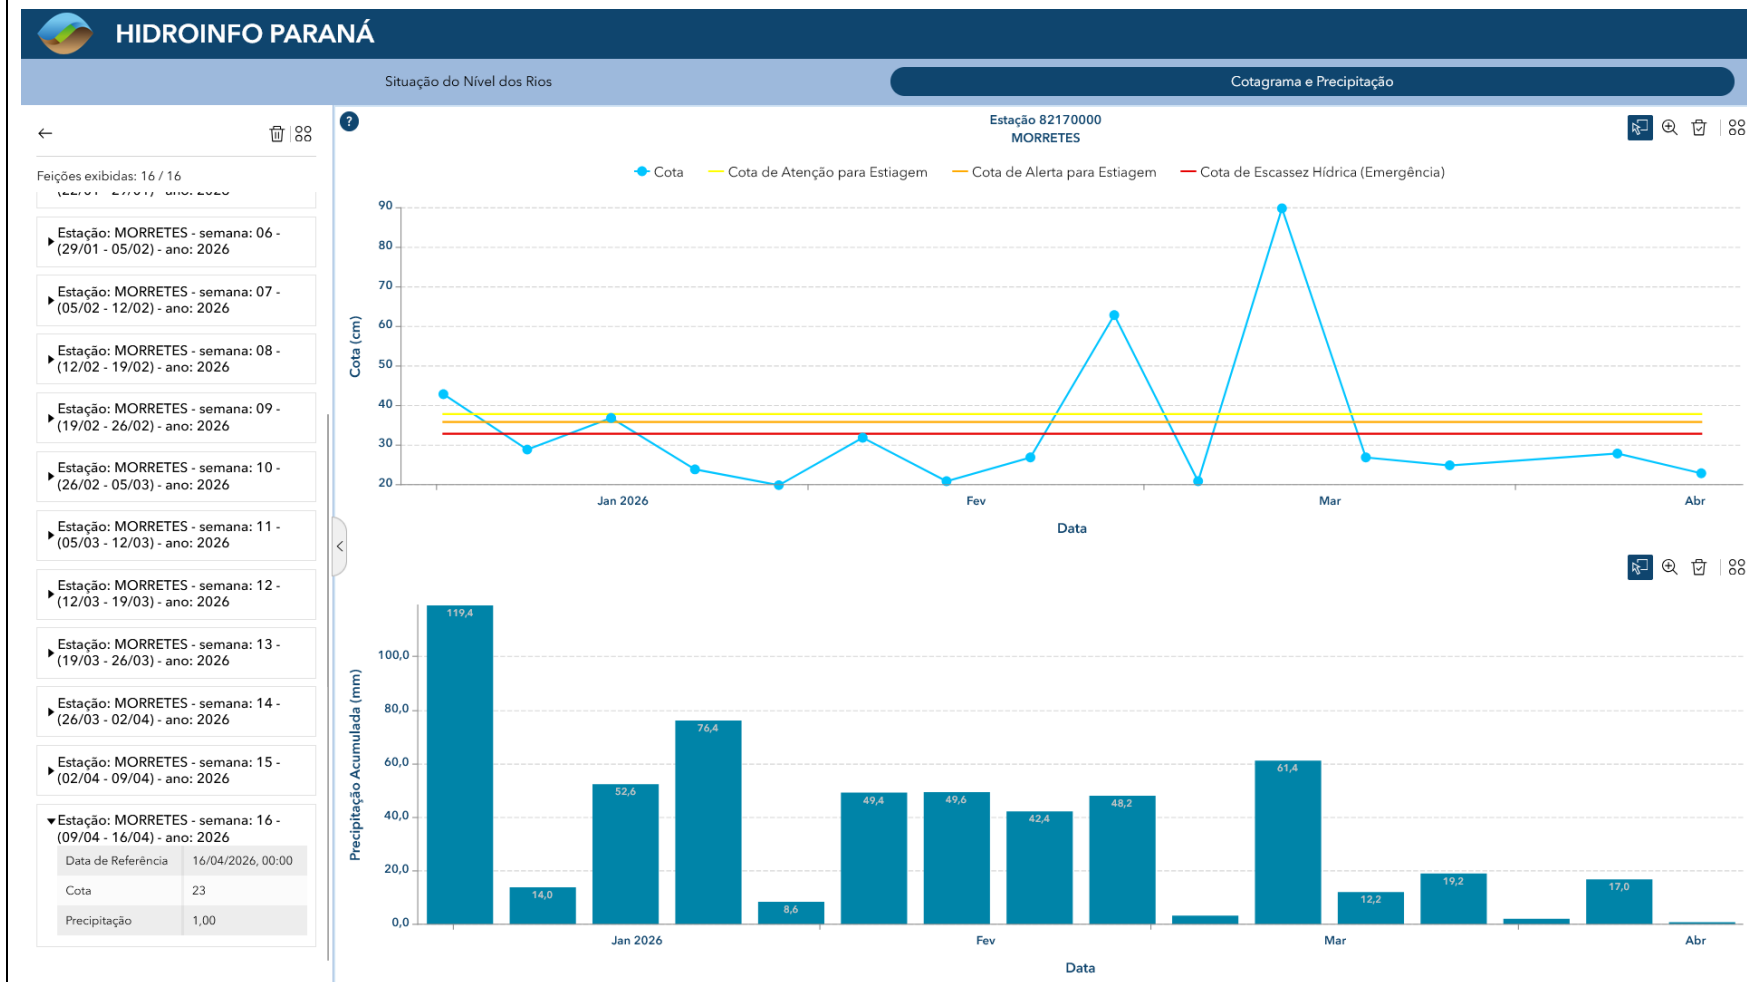 HIDROINFO PARANÁ
Situação do Nível dos Rios
Cotagrama e Precipitação
Feições exibidas: 16 / 16
Estação: MORRETES - semana: 06 -
(29/01 - 05/02) - ano: 2026
Estação: MORRETES - semana: 07 -
(05/02 - 12/02) - ano: 2026
Estação: MORRETES - semana: 08 -
(12/02 - 19/02) - ano: 2026
Estação: MORRETES - semana: 09 -
(19/02 - 26/02) - ano: 2026
Estação: MORRETES - semana: 10 -
(26/02 - 05/03) - ano: 2026
Estação: MORRETES - semana: 11 -
(05/03 - 12/03) - ano: 2026
Estação: MORRETES - semana: 12 -
(12/03 - 19/03) - ano: 2026
Estação: MORRETES - semana: 13 -
(19/03 - 26/03) - ano: 2026
Estação: MORRETES - semana: 14 -
(26/03 - 02/04) - ano: 2026
Estação: MORRETES - semana: 15 -
(02/04 - 09/04) - ano: 2026
Estação: MORRETES - semana: 16 -
(09/04 - 16/04) - ano: 2026
Data de Referência 16/04/2026, 00:00
Cota 23
Precipitação 1,00
?
Estação 82170000
MORRETES
Cota Cota de Atenção para Estiagem Cota de Alerta para Estiagem Cota de Escassez Hídrica (Emergência)
Cota (cm)
90
80
70
60
50
40
30
20
Jan 2026 Fev Mar Abr
Data
Precipitação Acumulada (mm)
100,0
80,0
60,0
40,0
20,0
0,0
119,4
14,0
52,6
76,4
8,6
49,4
49,6
42,4
48,2
61,4
12,2
19,2
17,0
Jan 2026 Fev Mar Abr
Data